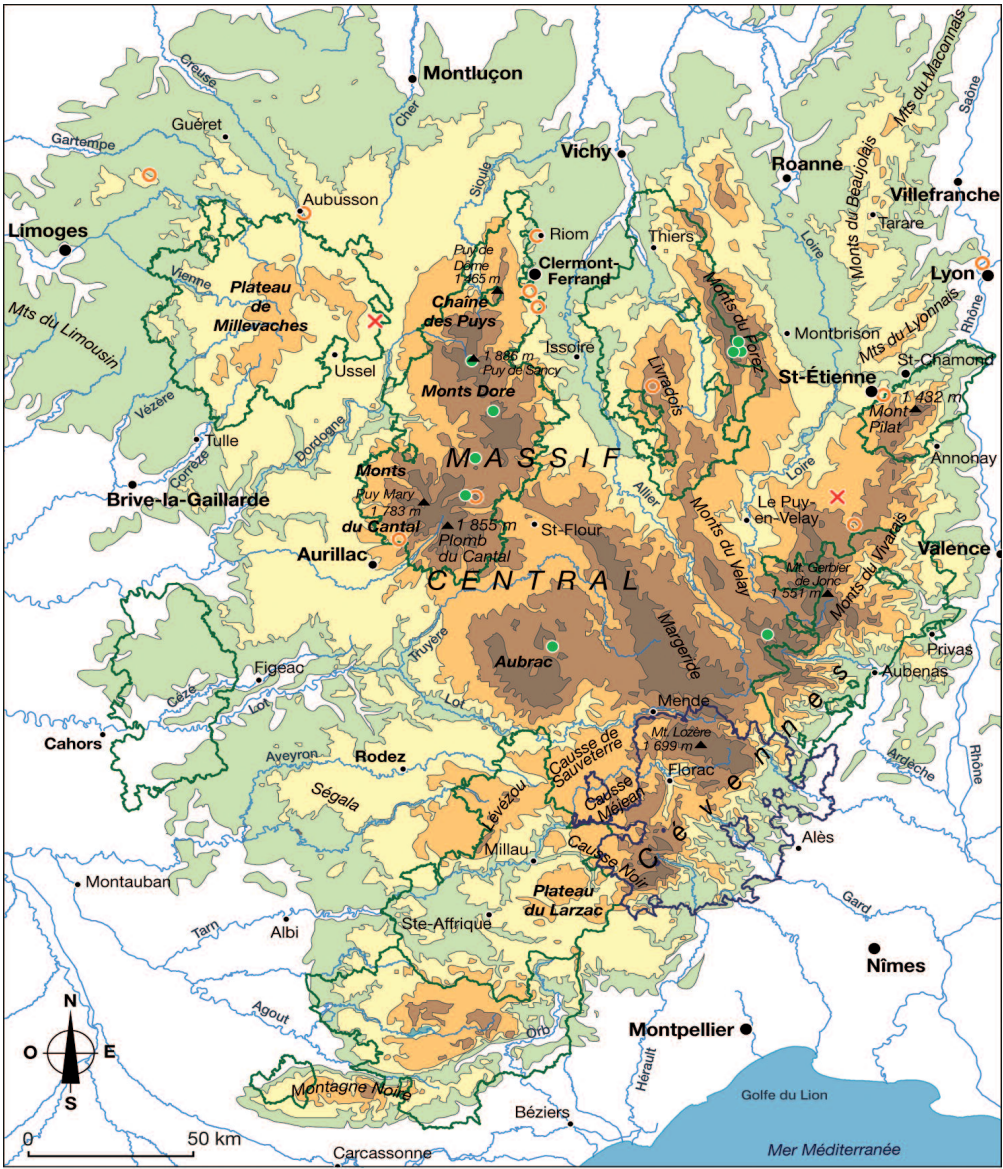 Montluçon
Creuse
Cher
Mts du Maconnais
Saône
Guéret
Gartempe
Sioule
Vichy
Roanne
Villefranche
Aubusson
Monts du Beaujolais
Tarare
Limoges
Riom
Thiers
Loire
Puy de
Dôme
1 465 m
Clermont-
Ferrand
Lyon
Vienne
Plateau
de
Millevaches
Chaîne
des Puys
Monts du Forez
Rhône
Mts du Limousin
Montbrison
Mts du Lyonnais
Issoire
1 886 m
Puy de Sancy
St-Chamond
Ussel
Livradois
St-Étienne
Monts Dore
1 432 m
Mont
Pilat
Vézère
Tulle
Dordogne
Corrèze
MASSIF
Annonay
Loire
Monts
Brive-la-Gaillarde
Puy Mary
1 783 m
Allier
Le Puy-
en-Velay
du Cantal
1 855 m
Plomb
du Cantal
St-Flour
Monts du Velay
Monts du Vivarais
Valence
Aurillac
Mt. Gerbier
de Jonc
1 551 m
CENTRAL
Truyère
Margeride
Privas
Aubrac
Figeac
Aubenas
Céze
Lot
Lot
Mende
Cévennes
Cahors
Mt. Lozère
1 699 m
Aveyron
Rodez
Causse de
Sauveterre
Ardèche
Rhône
Florac
Ségala
Lévézou
Causse
Méjean
Millau
Causse Noir
Alès
Montauban
Plateau
du Larzac
Gard
Tarn
Albi
Ste-Affrique
Nîmes
N
O
E
S
Agout
Orb
Montpellier
Hérault
Montagne Noire
Golfe du Lion
Béziers
0
50 km
Carcassonne
Mer Méditerranée